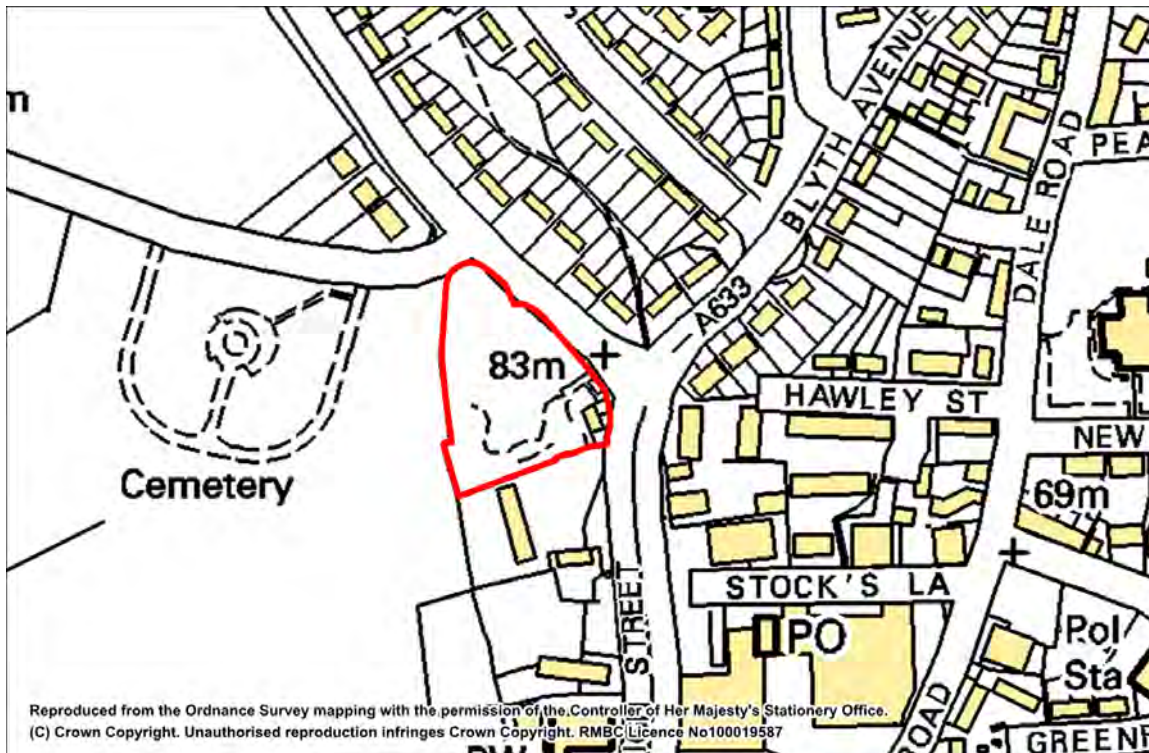 BLYTH AVENUE
DALE ROAD
PEA
A633
83m
HAWLEY ST
NEW
Cemetery
69m
STREET
STOCK'S LA
PO
Pol
Sta
ROAD
GREENF
Reproduced from the Ordnance Survey mapping with the permission of the Controller of Her Majesty's Stationery Office.
(C) Crown Copyright. Unauthorised reproduction infringes Crown Copyright. RMBC Licence No100019587